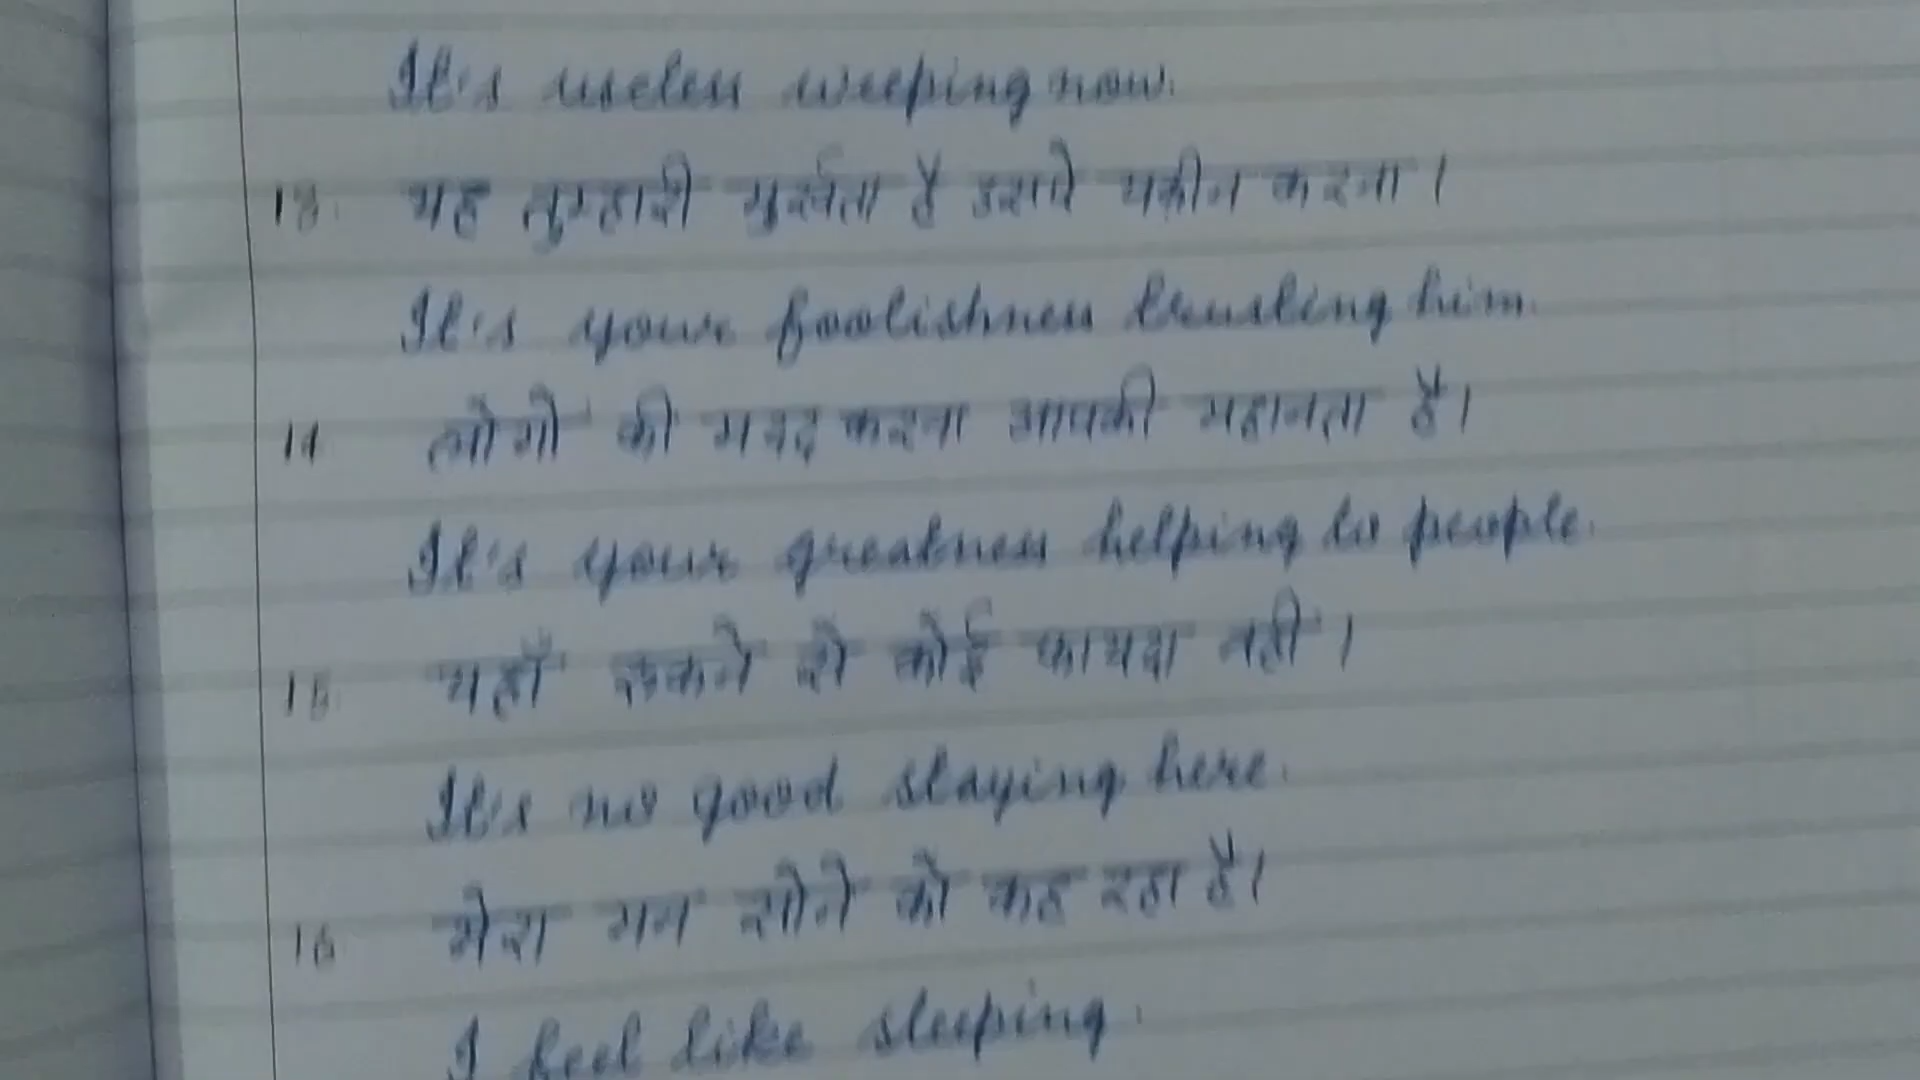 It's useless weeping now.
13. यह तुम्हारी मुर्खता है उसपे यकीन करना ।
It's your foolishness trusting him.
14 लोगों की मदद करना आपकी महानता है।
It's your greatness helping to people.
15. यहाँ रूकने से कोई फायदा नहीं ।
It's no good staying here.
16 मेरा मन सोने को कह रहा है।
I feel like sleeping.